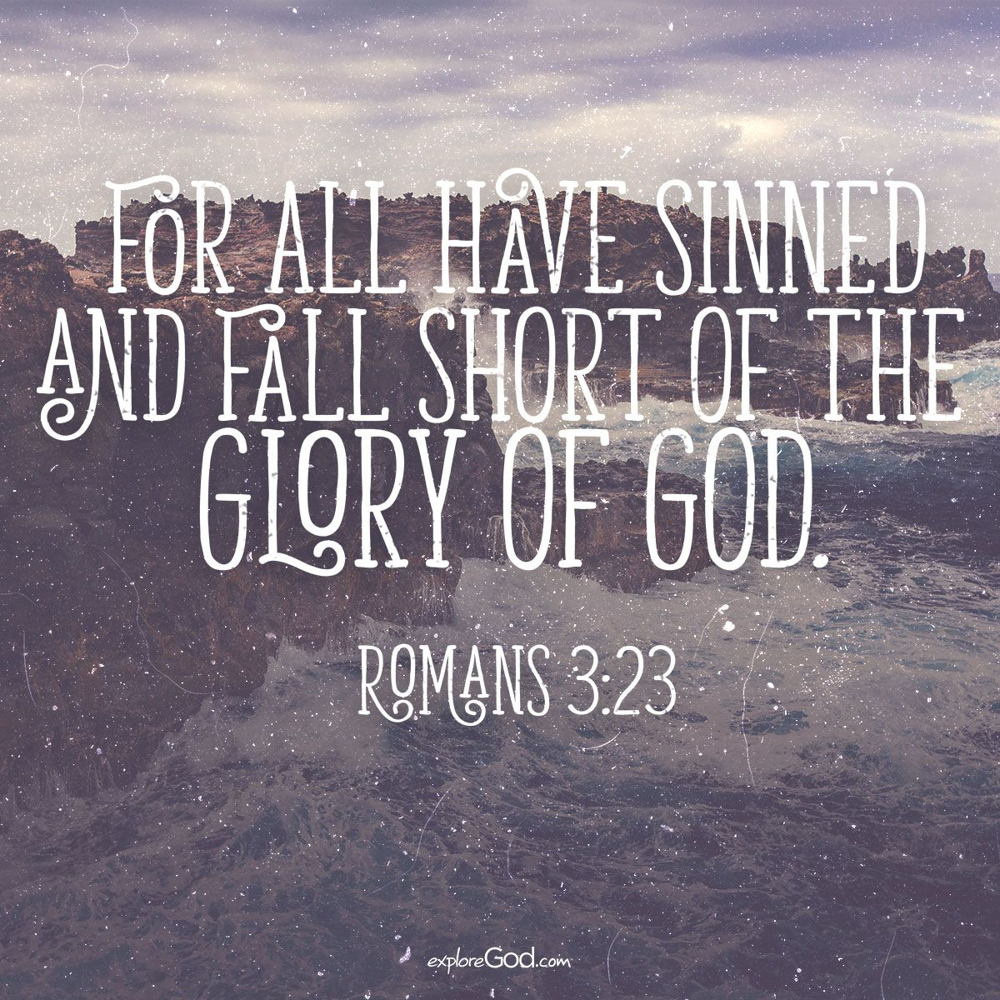 FOR ALL HAVE SINNED
AND FALL SHORT OF THE
GLORY OF GOD.
ROMANS 3:23
exploreGod.com